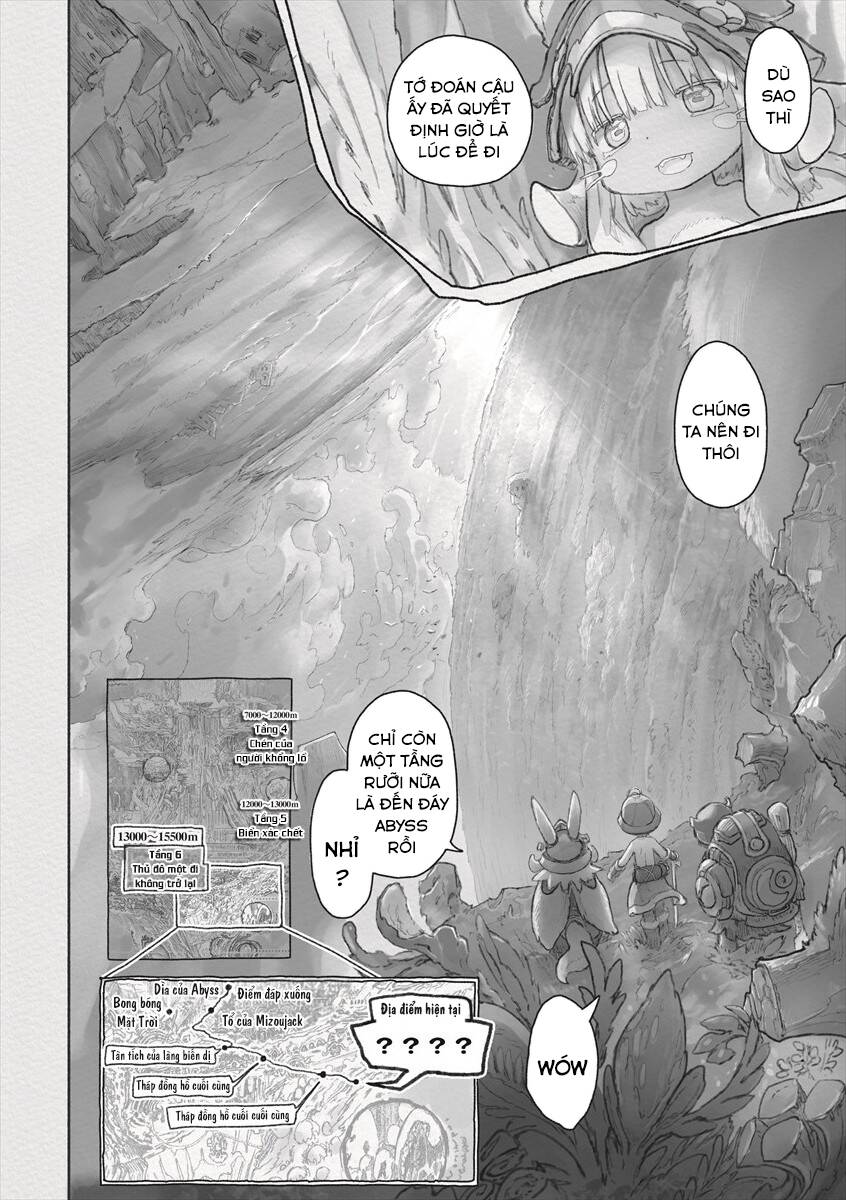 DÙ
SAO
THÌ
TỚ ĐOÁN CẬU
ẤY ĐÃ QUYẾT
ĐỊNH GIỜ LÀ
LÚC ĐỂ ĐI
CHÚNG
TA NÊN ĐI
THÔI
CHỈ CÒN
MỘT TẦNG
RƯỠI NỮA
LÀ ĐẾN ĐÁY
ABYSS
RỒI
NHỈ
?
7000~12000m
Tầng 4
Chén của
người khổng lồ
12000~13000m
Tầng 5
Biển xác chết
13000~15500m
Tầng 6
Thủ đô một đi
không trở lại
Dĩa của Abyss
Điểm đáp xuống
Bong bóng
Mặt Trời
Tổ của Mizoujack
Địa điểm hiện tại
????
Tàn tích của làng biến dị
Tháp đồng hồ cuối cùng
Tháp đồng hồ cuối cuối cùng
WÓW